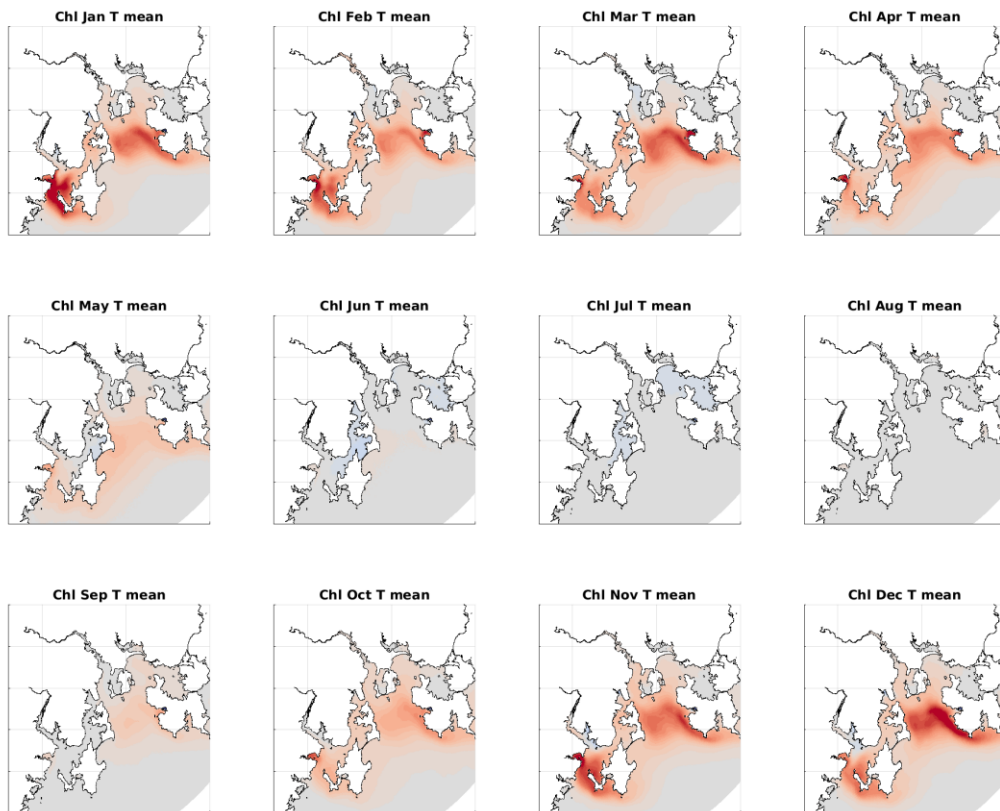 Chl Jan T mean
Chl Feb T mean
Chl Mar T mean
Chl Apr T mean
Chl May T mean
Chl Jun T mean
Chl Jul T mean
Chl Aug T mean
Chl Sep T mean
Chl Oct T mean
Chl Nov T mean
Chl Dec T mean